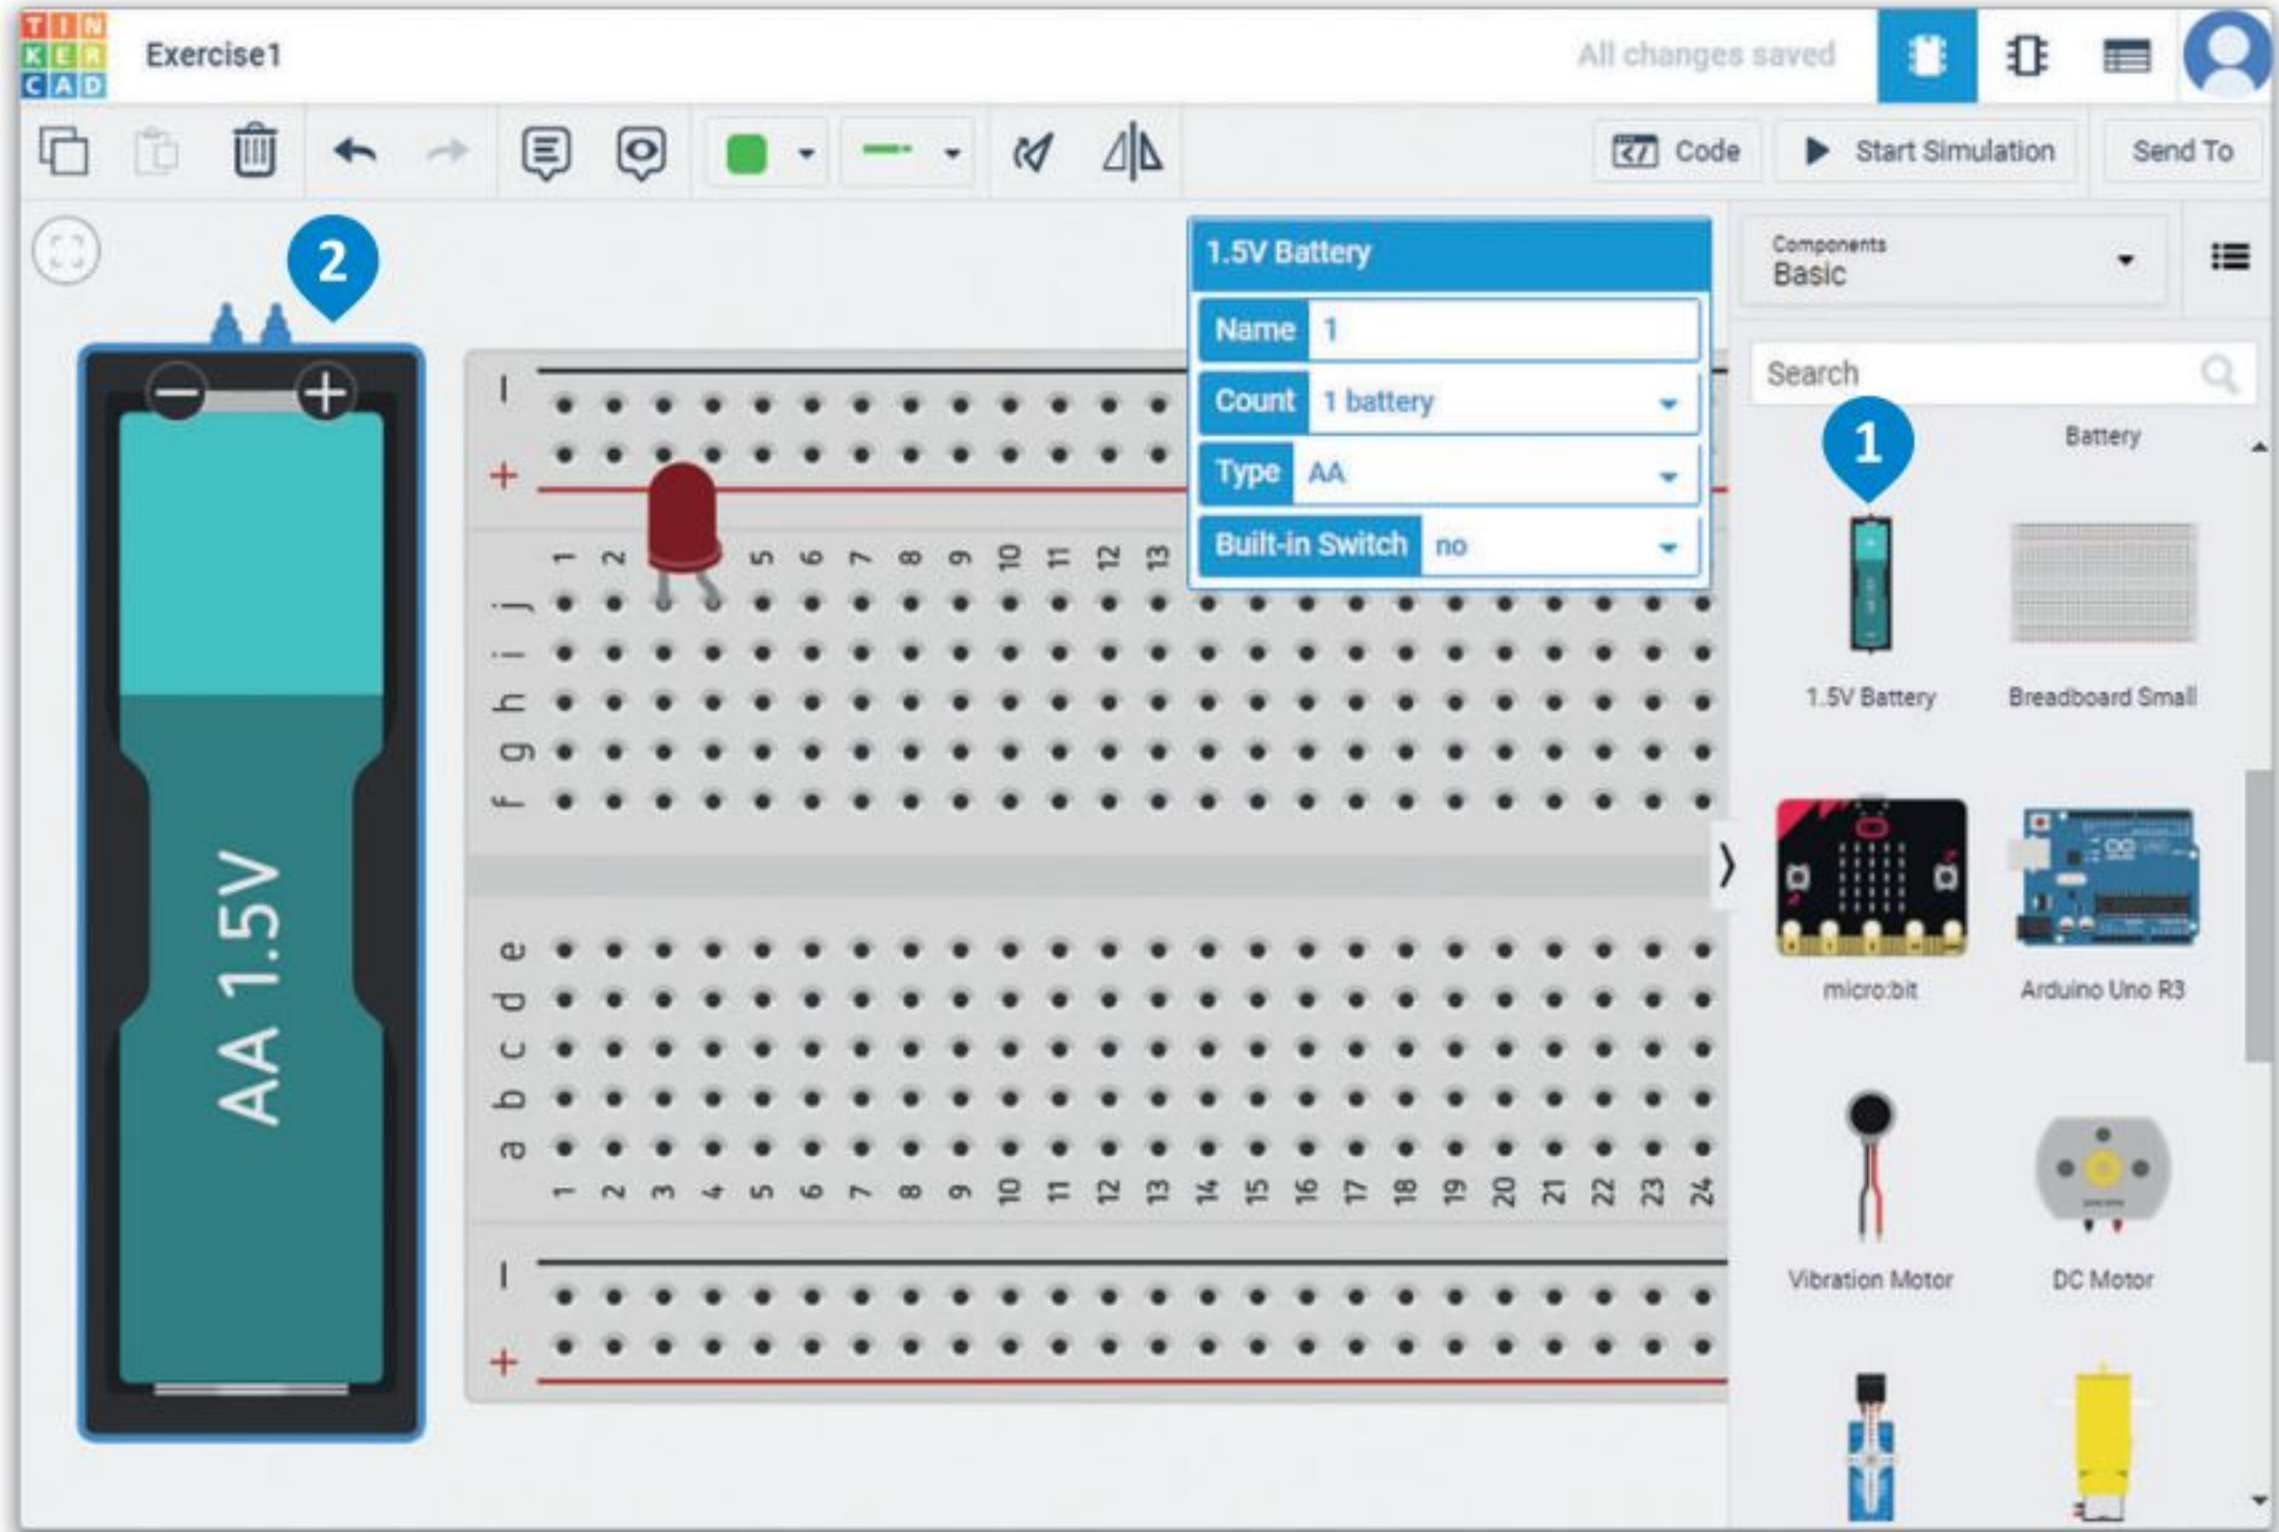 TIN
KER
CAD
Exercise1
All changes saved
Code
Start Simulation
Send To
2
1.5V Battery
Name 1
Count 1 battery
Type AA
Built-in Switch no
Components
Basic
Search
1
Battery
1.5V Battery
Breadboard Small
micro:bit
Arduino Uno R3
Vibration Motor
DC Motor
AA 1.5V
− +
−
+
1 2 5 6 7 8 9 10 11 12 13
j
i
h
g
f
e
d
c
b
a
1 2 3 4 5 6 7 8 9 10 11 12 13 14 15 16 17 18 19 20 21 22 23 24
−
+